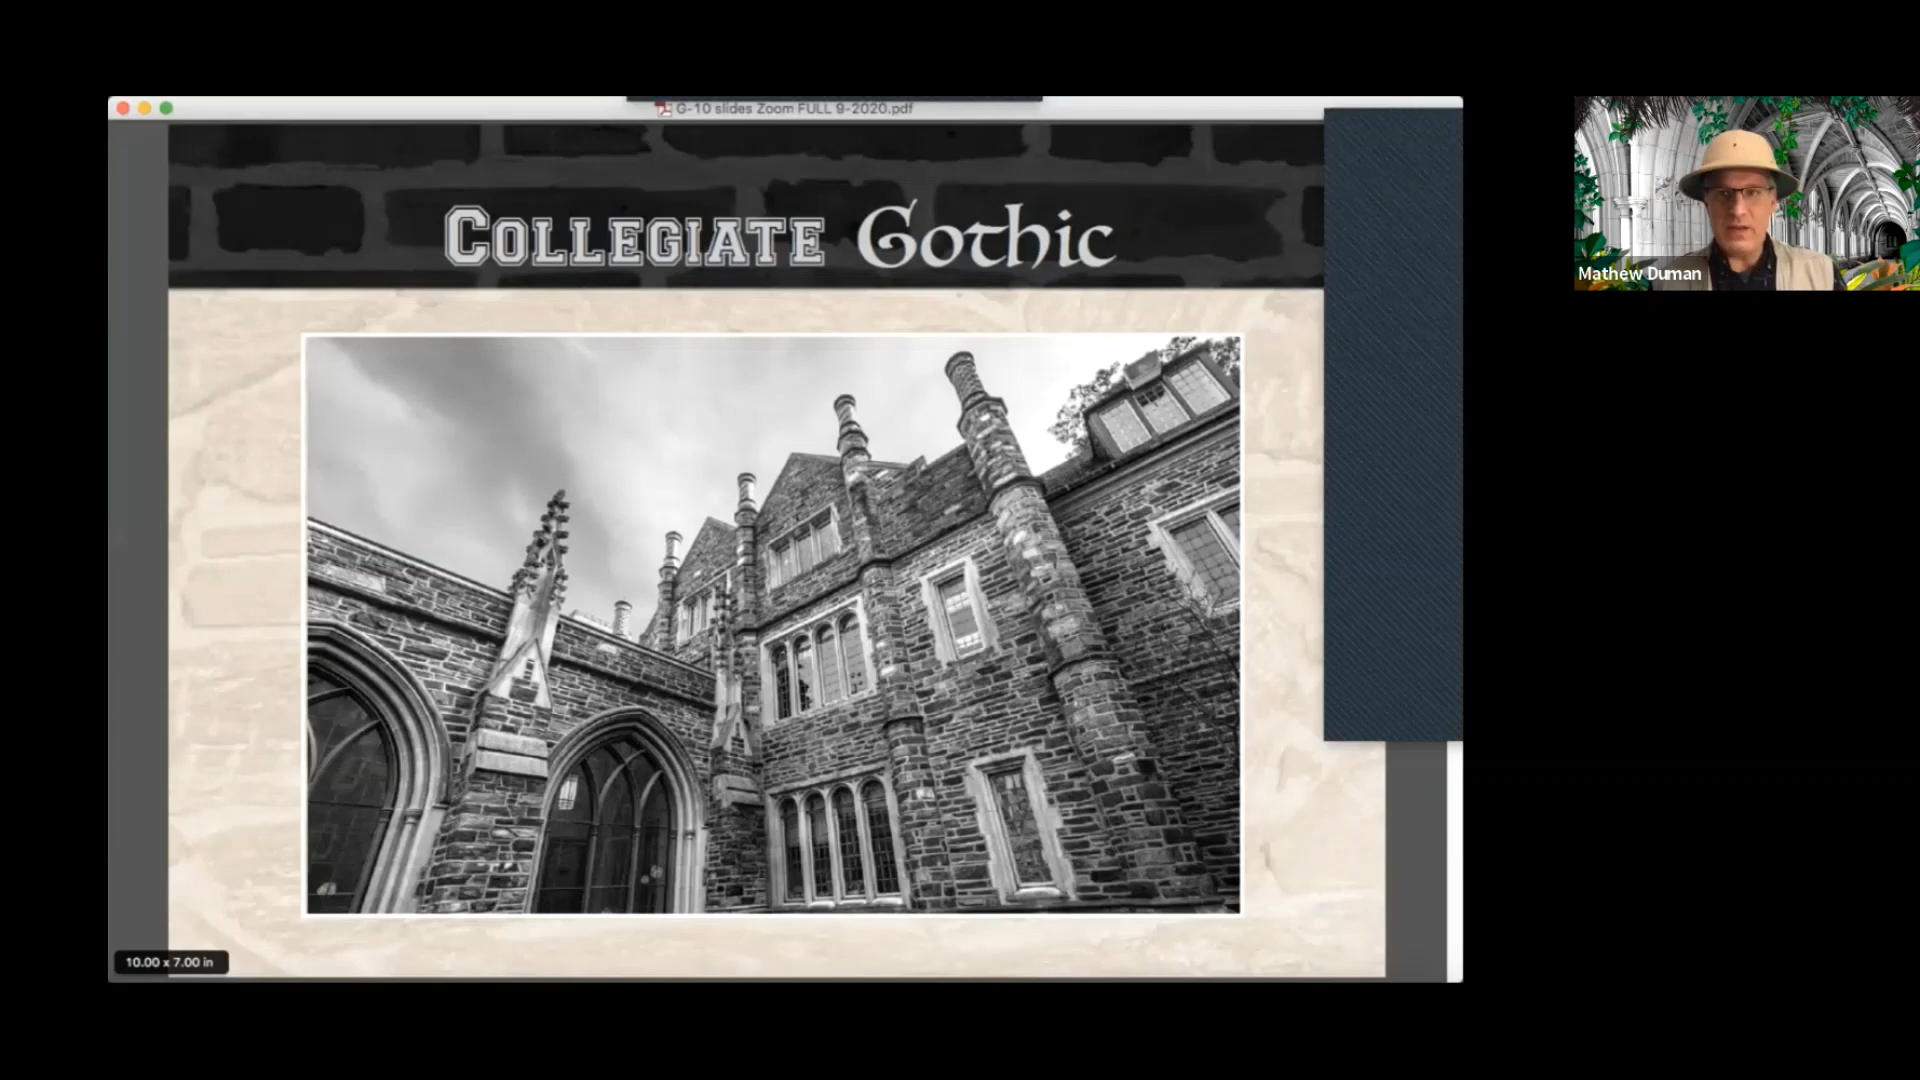 G-10 slides Zoom FULL 9-2020.pdf
COLLEGIATE Gothic
Mathew Duman
10.00 x 7.00 in